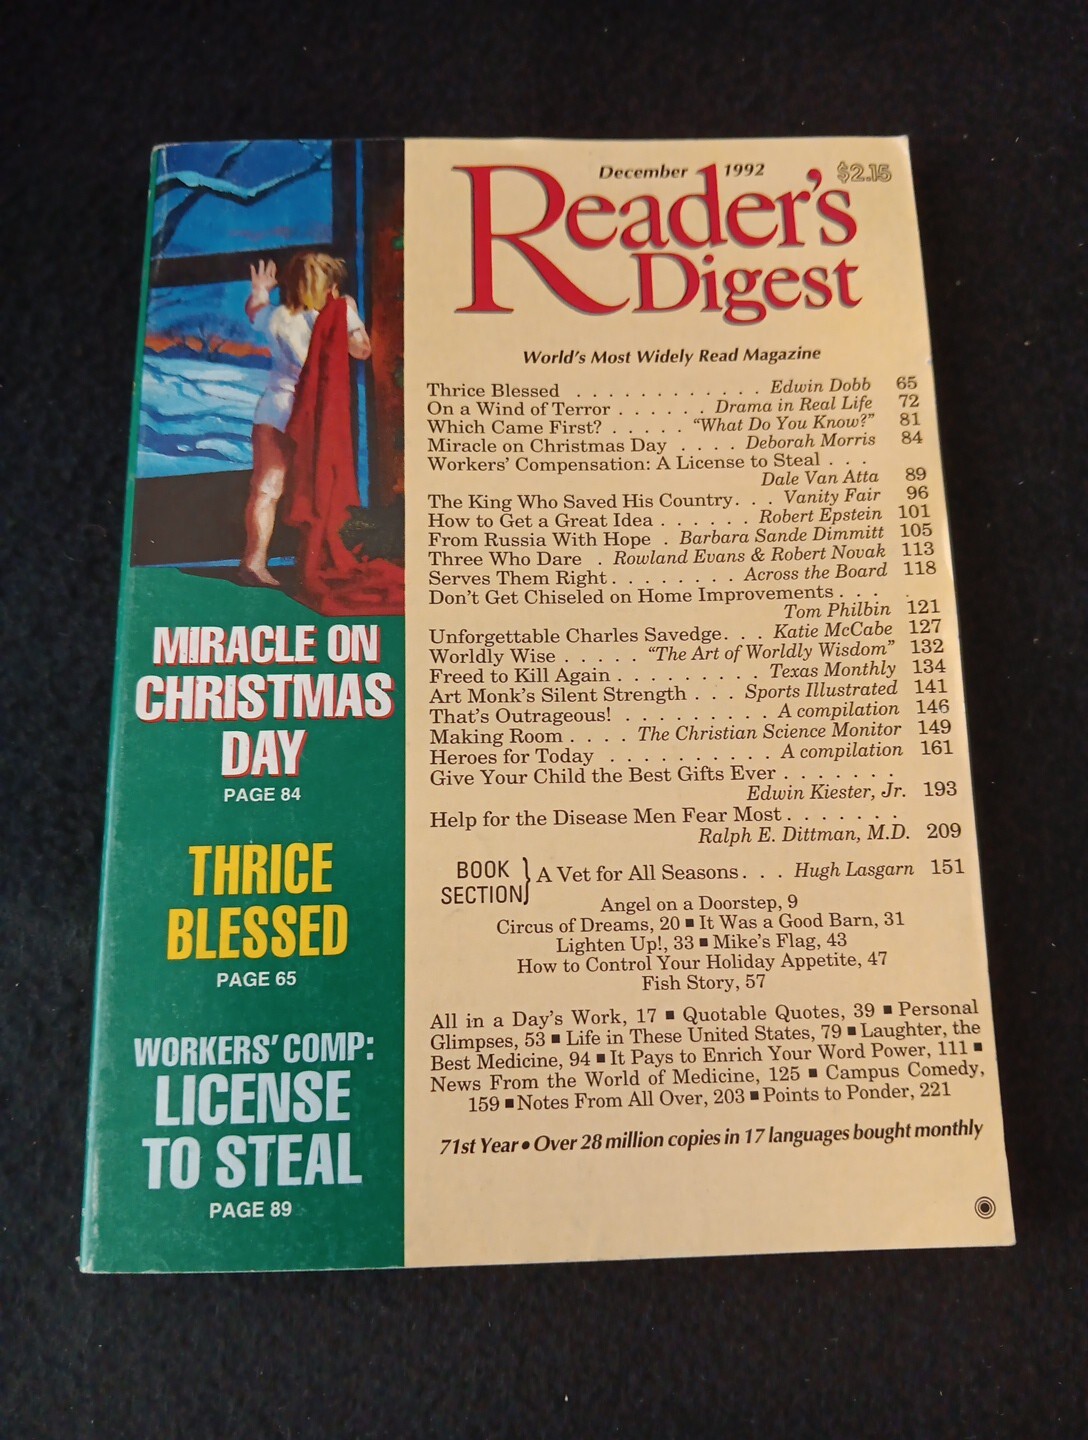 December 1992 $2.15
Reader's
Digest
World's Most Widely Read Magazine
Thrice Blessed . . . . . . . . . . . . Edwin Dobb 65
On a Wind of Terror . . . . . . Drama in Real Life 72
Which Came First? . . . . . "What Do You Know?" 81
Miracle on Christmas Day . . . . Deborah Morris 84
Workers' Compensation: A License to Steal . . .
Dale Van Atta 89
The King Who Saved His Country. . . Vanity Fair 96
How to Get a Great Idea . . . . . . Robert Epstein 101
From Russia With Hope . Barbara Sande Dimmitt 105
Three Who Dare . Rowland Evans & Robert Novak 113
Serves Them Right. . . . . . . . Across the Board 118
Don't Get Chiseled on Home Improvements . . . .
Tom Philbin 121
Unforgettable Charles Savedge. . . Katie McCabe 127
Worldly Wise . . . . . "The Art of Worldly Wisdom" 132
Freed to Kill Again . . . . . . . . . Texas Monthly 134
Art Monk's Silent Strength . . . Sports Illustrated 141
That's Outrageous! . . . . . . . . . A compilation 146
Making Room . . . . The Christian Science Monitor 149
Heroes for Today . . . . . . . . . . A compilation 161
Give Your Child the Best Gifts Ever . . . . . . .
Edwin Kiester, Jr. 193
Help for the Disease Men Fear Most. . . . . . .
Ralph E. Dittman, M.D. 209
BOOK
SECTION} A Vet for All Seasons. . . Hugh Lasgarn 151
Angel on a Doorstep, 9
Circus of Dreams, 20 ■ It Was a Good Barn, 31
Lighten Up!, 33 ■ Mike's Flag, 43
How to Control Your Holiday Appetite, 47
Fish Story, 57
All in a Day's Work, 17 ■ Quotable Quotes, 39 ■ Personal
Glimpses, 53 ■ Life in These United States, 79 ■ Laughter, the
Best Medicine, 94 ■ It Pays to Enrich Your Word Power, 111 ■
News From the World of Medicine, 125 ■ Campus Comedy,
159 ■ Notes From All Over, 203 ■ Points to Ponder, 221
71st Year • Over 28 million copies in 17 languages bought monthly
MIRACLE ON
CHRISTMAS
DAY
PAGE 84
THRICE
BLESSED
PAGE 65
WORKERS' COMP:
LICENSE
TO STEAL
PAGE 89